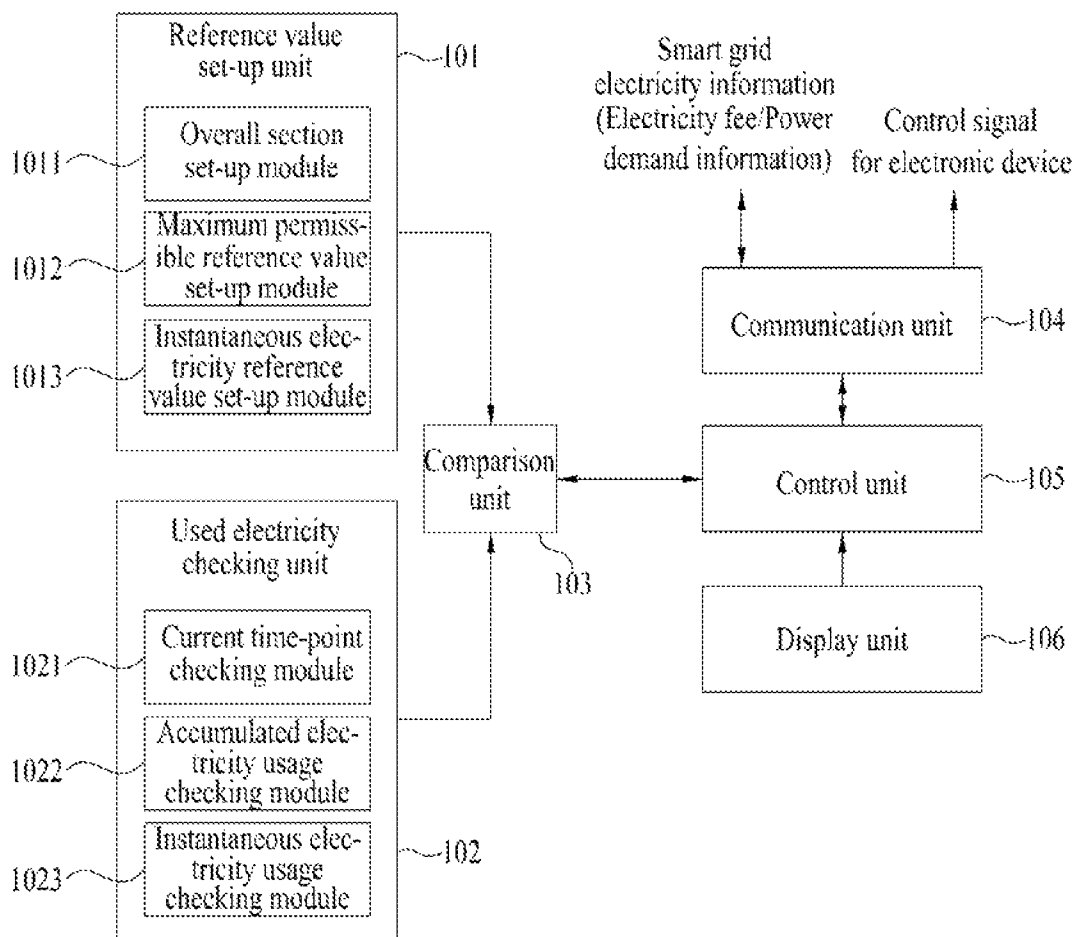 Reference value
set-up unit
101
Overall section
set-up module
1011
Maximum permiss-
ible reference value
set-up module
1012
Instantaneous elec-
tricity reference
value set-up module
1013
Used electricity
checking unit
Current time-point
checking module
1021
Accumulated elec-
tricity usage
checking module
1022
Instantaneous elec-
tricity usage
checking module
1023
102
Comparison
unit
103
Smart grid
electricity information
(Electricity fee/Power
demand information)
Control signal
for electronic device
Communication unit
104
Control unit
105
Display unit
106